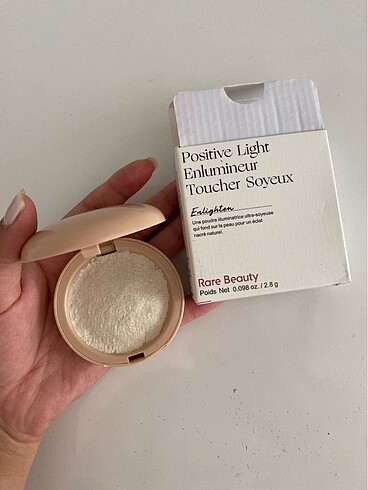 Positive Light
Enlumineur
Toucher Soyeux
Enlighten
Une poudre illuminatrice ultra-soyeuse
qui fond sur la peau pour un éclat
nacré naturel.
Rare Beauty
Poids Net 0.098 oz. / 2.8 g